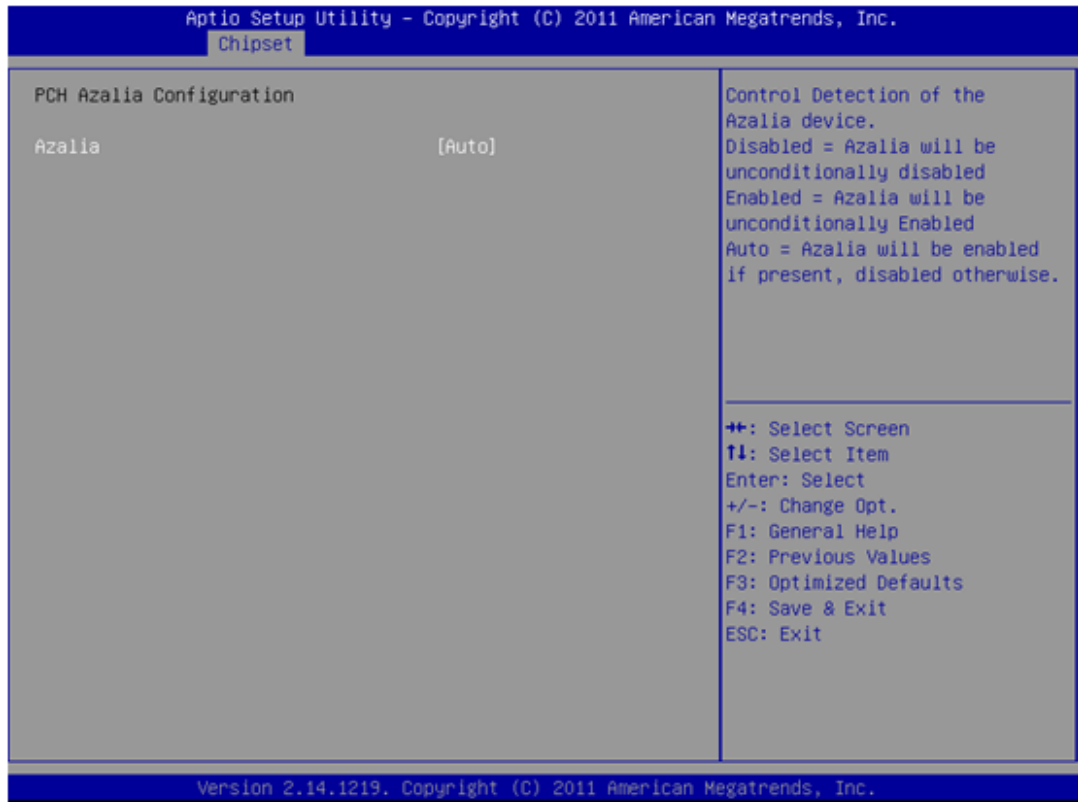 Aptio Setup Utility – Copyright (C) 2011 American Megatrends, Inc.
Chipset
PCH Azalia Configuration
Azalia [Auto]
Control Detection of the
Azalia device.
Disabled = Azalia will be
unconditionally disabled
Enabled = Azalia will be
unconditionally Enabled
Auto = Azalia will be enabled
if present, disabled otherwise.
→←: Select Screen
↑↓: Select Item
Enter: Select
+/-: Change Opt.
F1: General Help
F2: Previous Values
F3: Optimized Defaults
F4: Save & Exit
ESC: Exit
Version 2.14.1219. Copyright (C) 2011 American Megatrends, Inc.